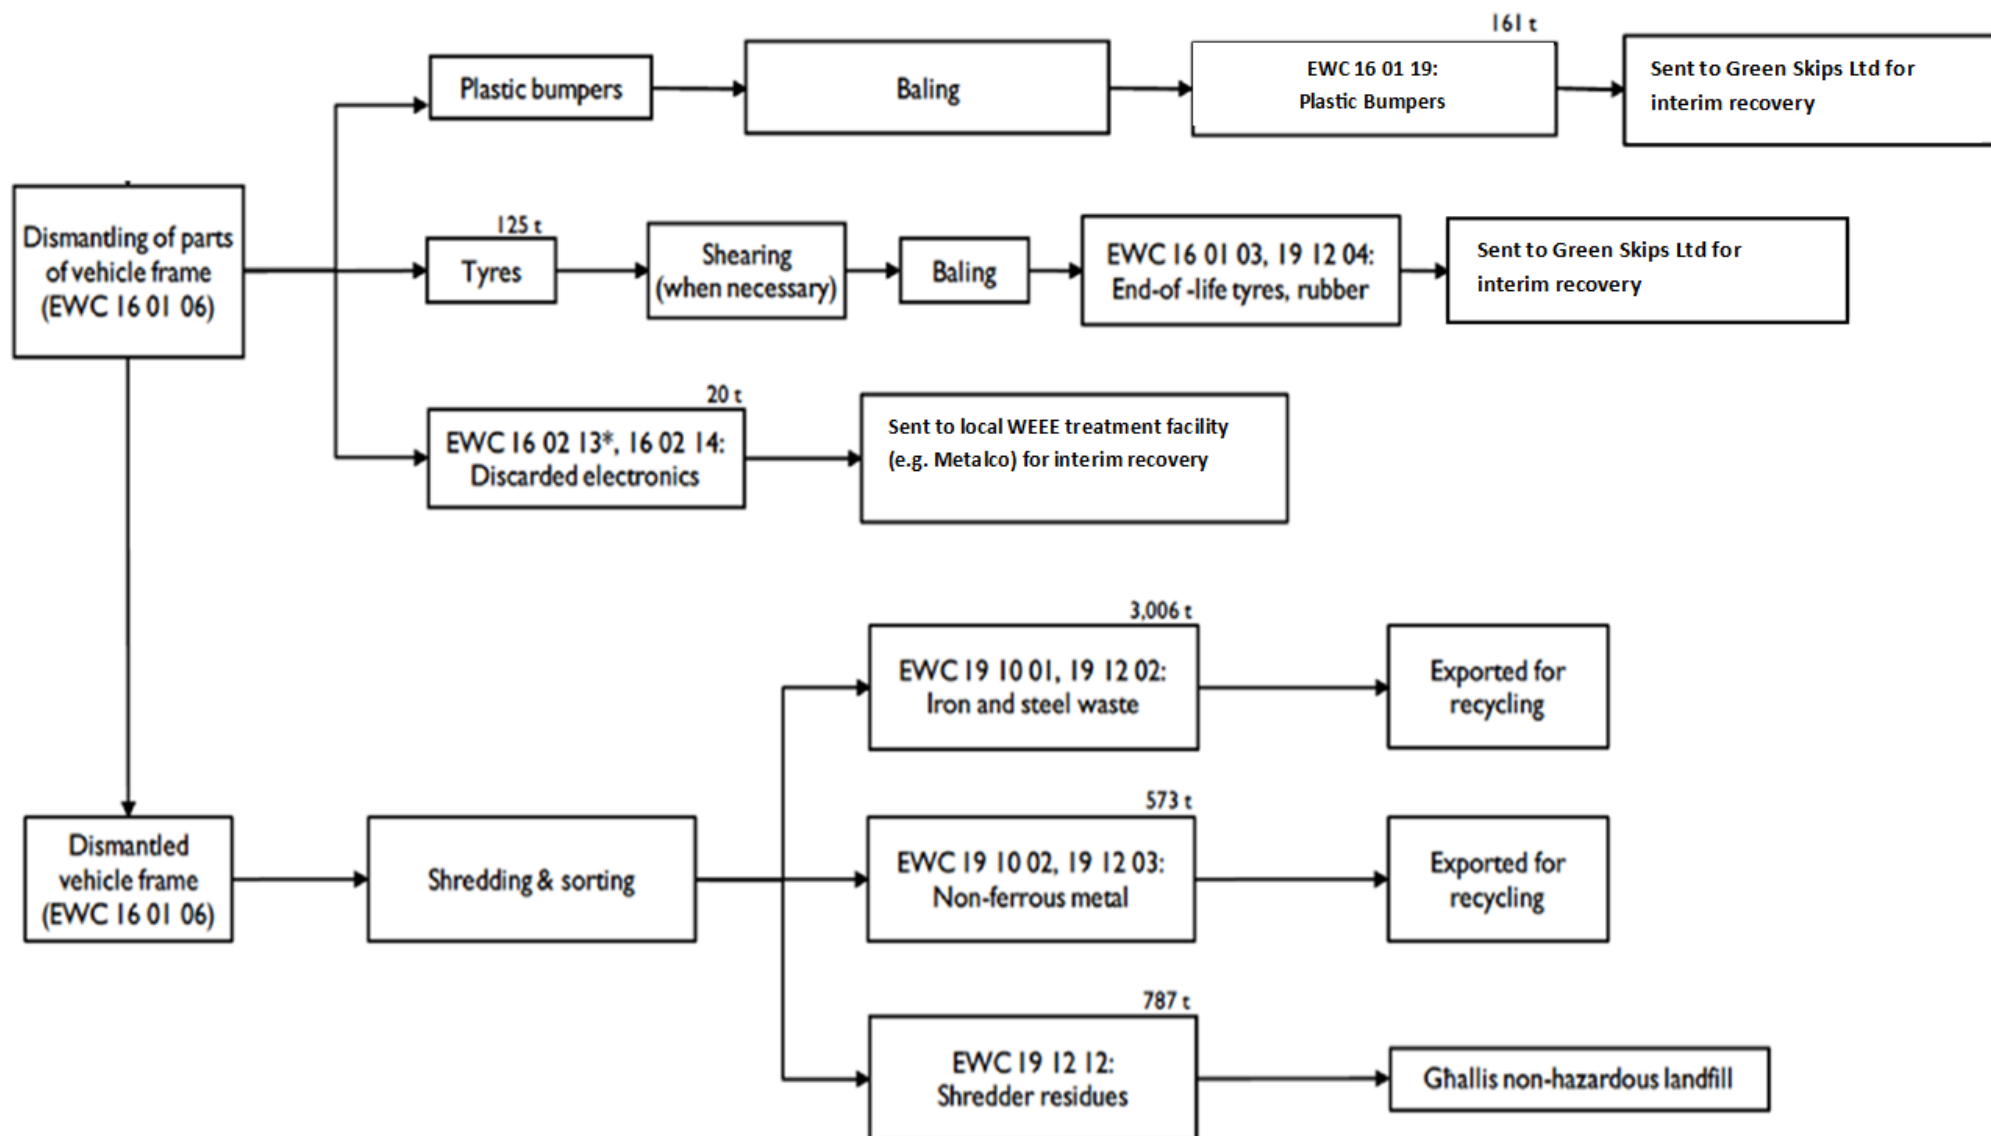 161 t
Plastic bumpers
Baling
EWC 16 01 19:
Plastic Bumpers
Sent to Green Skips Ltd for
interim recovery
Dismantling of parts
of vehicle frame
(EWC 16 01 06)
125 t
Tyres
Shearing
(when necessary)
Baling
EWC 16 01 03, 19 12 04:
End-of -life tyres, rubber
Sent to Green Skips Ltd for
interim recovery
20 t
EWC 16 02 13*, 16 02 14:
Discarded electronics
Sent to local WEEE treatment facility
(e.g. Metalco) for interim recovery
3,006 t
EWC 19 10 01, 19 12 02:
Iron and steel waste
Exported for
recycling
Dismantled
vehicle frame
(EWC 16 01 06)
Shredding & sorting
573 t
EWC 19 10 02, 19 12 03:
Non-ferrous metal
Exported for
recycling
787 t
EWC 19 12 12:
Shredder residues
Għallis non-hazardous landfill